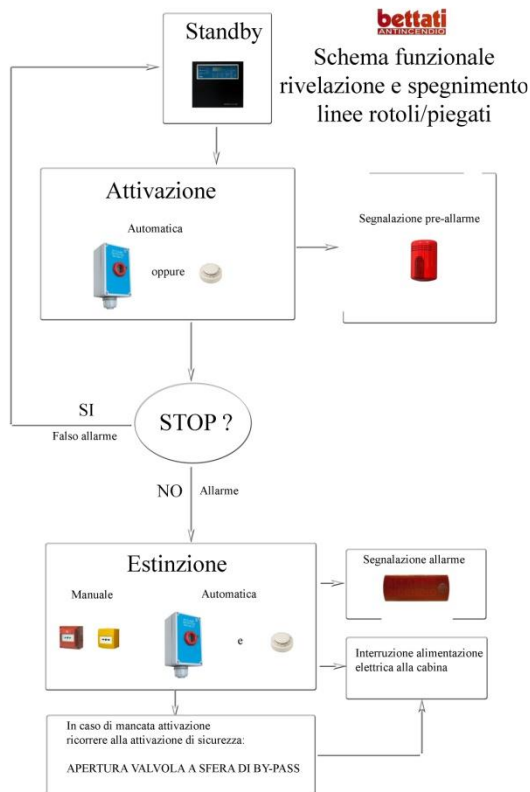 Standby
bettati
ANTINCENDIO
Schema funzionale
rivelazione e spegnimento
linee rotoli/piegati
Attivazione
Automatica
oppure
Segnalazione pre-allarme
SI
Falso allarme
STOP ?
NO
Allarme
Estinzione
Manuale
Automatica
e
Segnalazione allarme
Interruzione alimentazione
elettrica alla cabina
In caso di mancata attivazione
ricorrere alla attivazione di sicurezza:
APERTURA VALVOLA A SFERA DI BY-PASS